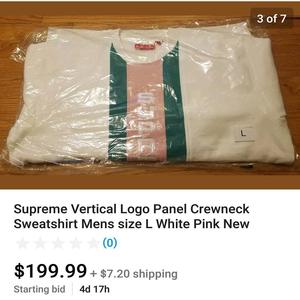 3 of 7
L
Supreme Vertical Logo Panel Crewneck
Sweatshirt Mens size L White Pink New
(0)
$199.99 + $7.20 shipping
Starting bid | 4d 17h